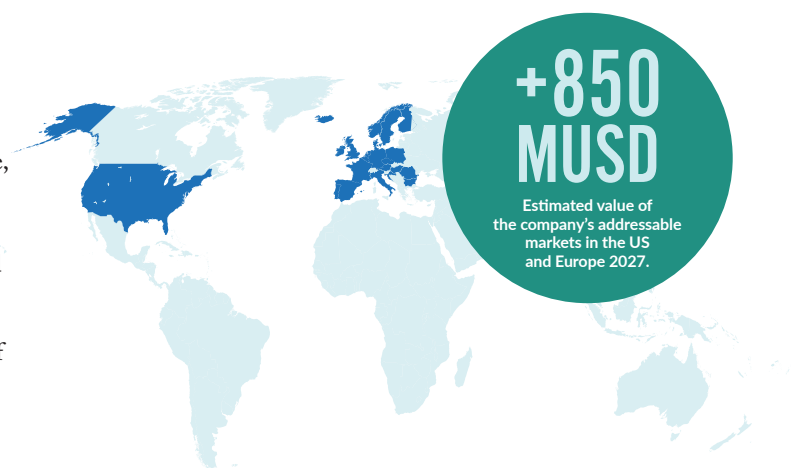 +850
MUSD
Estimated value of
the company's addressable
markets in the US
and Europe 2027.